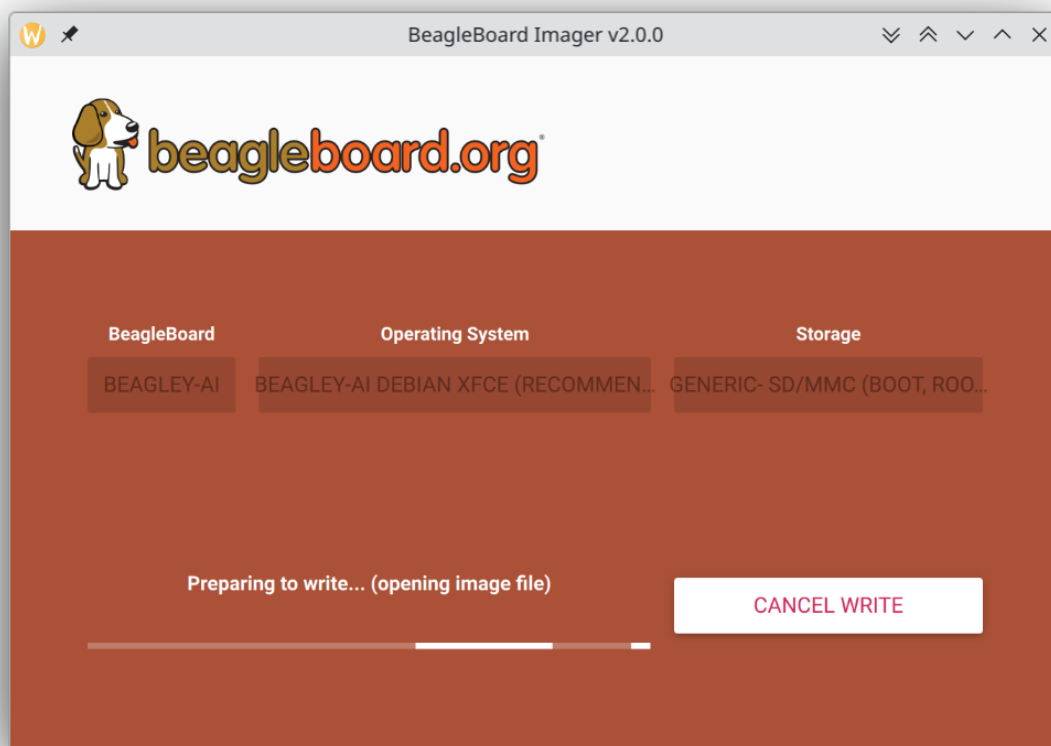 BeagleBoard Imager v2.0.0
beagleboard.org®
BeagleBoard Operating System Storage
BEAGLEY-AI BEAGLEY-AI DEBIAN XFCE (RECOMMEN... GENERIC- SD/MMC (BOOT, ROO...
Preparing to write... (opening image file)
CANCEL WRITE